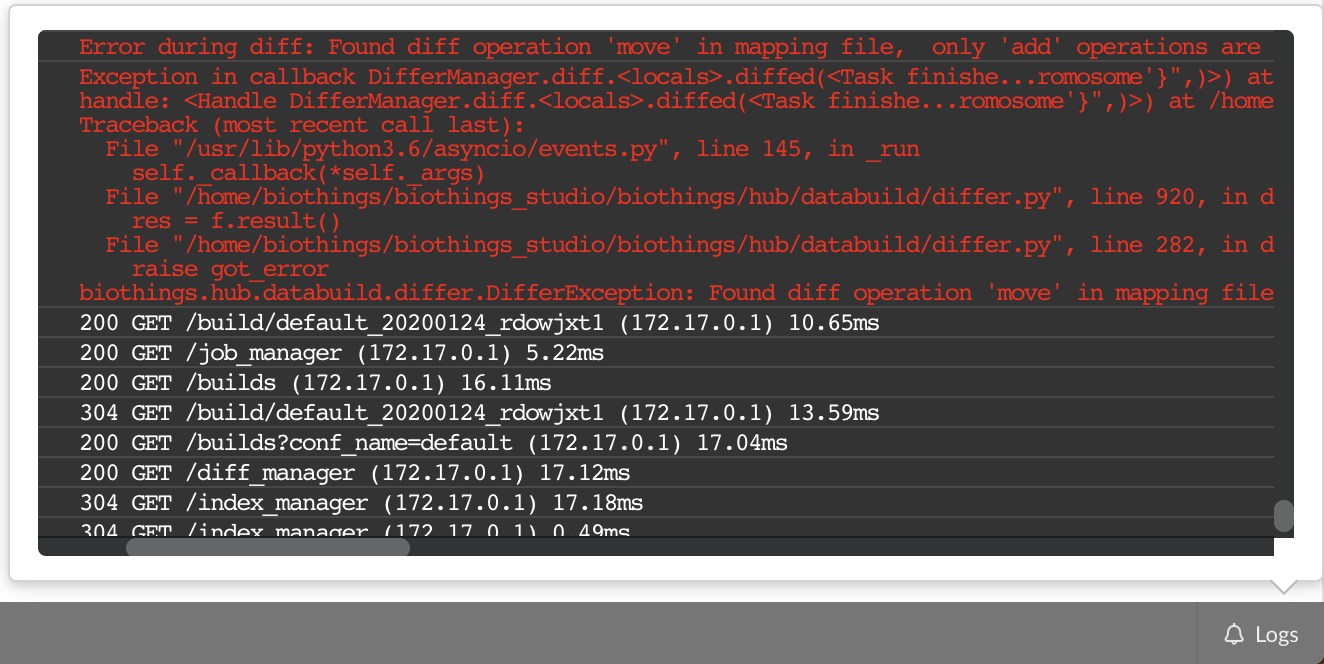 Error during diff: Found diff operation 'move' in mapping file,  only 'add' operations are
Exception in callback DifferManager.diff.<locals>.diffed(<Task finishe...romosome'}",)>) at
handle: <Handle DifferManager.diff.<locals>.diffed(<Task finishe...romosome'}",)>) at /home
Traceback (most recent call last):
File "/usr/lib/python3.6/asyncio/events.py", line 145, in _run
self._callback(*self._args)
File "/home/biothings/biothings_studio/biothings/hub/databuild/differ.py", line 920, in d
res = f.result()
File "/home/biothings/biothings_studio/biothings/hub/databuild/differ.py", line 282, in d
raise got_error
biothings.hub.databuild.differ.DifferException: Found diff operation 'move' in mapping file
200 GET /build/default_20200124_rdowjxt1 (172.17.0.1) 10.65ms
200 GET /job_manager (172.17.0.1) 5.22ms
200 GET /builds (172.17.0.1) 16.11ms
304 GET /build/default_20200124_rdowjxt1 (172.17.0.1) 13.59ms
200 GET /builds?conf_name=default (172.17.0.1) 17.04ms
200 GET /diff_manager (172.17.0.1) 17.12ms
304 GET /index_manager (172.17.0.1) 17.18ms
304 GET /index_manager (172.17.0.1) 0.49ms
Logs